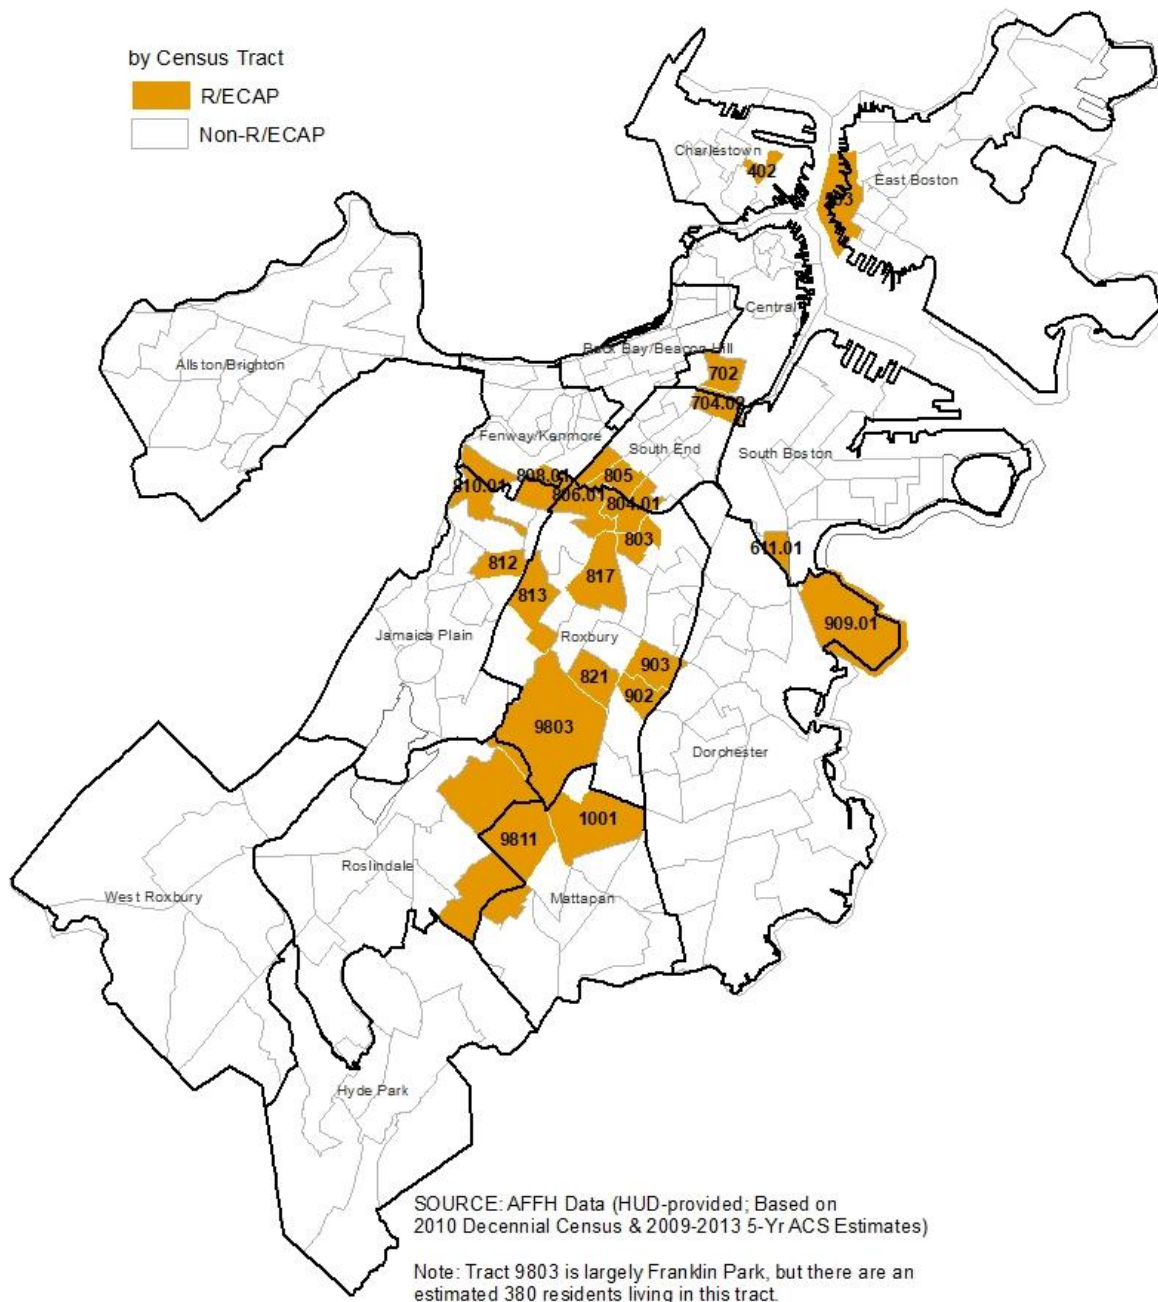 by Census Tract
R/ECAP
Non-R/ECAP
Charlestown
402
East Boston
Central
Back Bay/Beacon Hill
Allston/Brighton
702
704.02
Fenway/Kenmore
South End
South Boston
810.01
808.01
806.01
805
804.01
803
611.01
812
813
817
909.01
Jamaica Plain
Roxbury
821
903
902
9803
Dorchester
1001
9811
Roslindale
West Roxbury
Mattapan
Hyde Park
SOURCE: AFFH Data (HUD-provided; Based on
2010 Decennial Census & 2009-2013 5-Yr ACS Estimates)
Note: Tract 9803 is largely Franklin Park, but there are an
estimated 380 residents living in this tract.